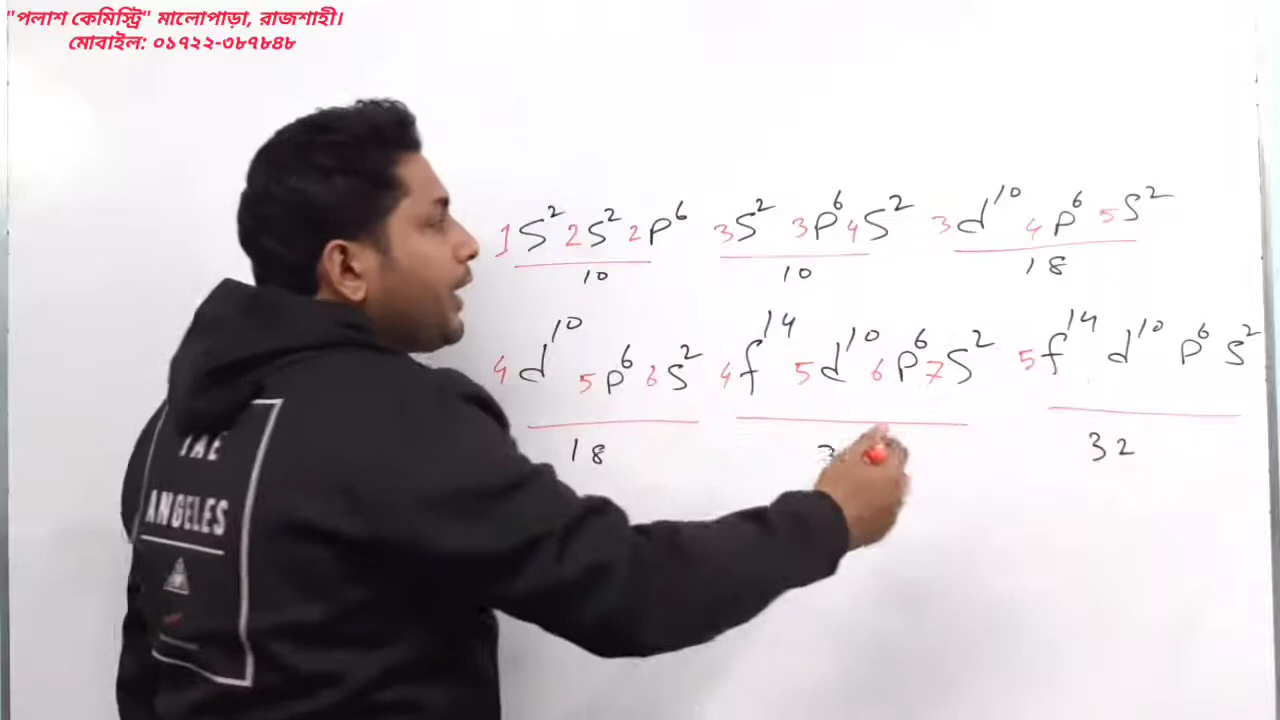 "পলাশ কেমিস্ট্রি" মালোপাড়া, রাজশাহী।
মোবাইল: ০১৭২২-৩৮৭৮৪৮
1S² 2S² 2P⁶ 3S² 3P⁶ 4S² 3d¹⁰ 4P⁶ 5S²
10 10 18
4d¹⁰ 5P⁶ 6S² 4f¹⁴ 5d¹⁰ 6P⁶ 7S² 5f¹⁴ d¹⁰ P⁶ S²
18 32
ANGELES